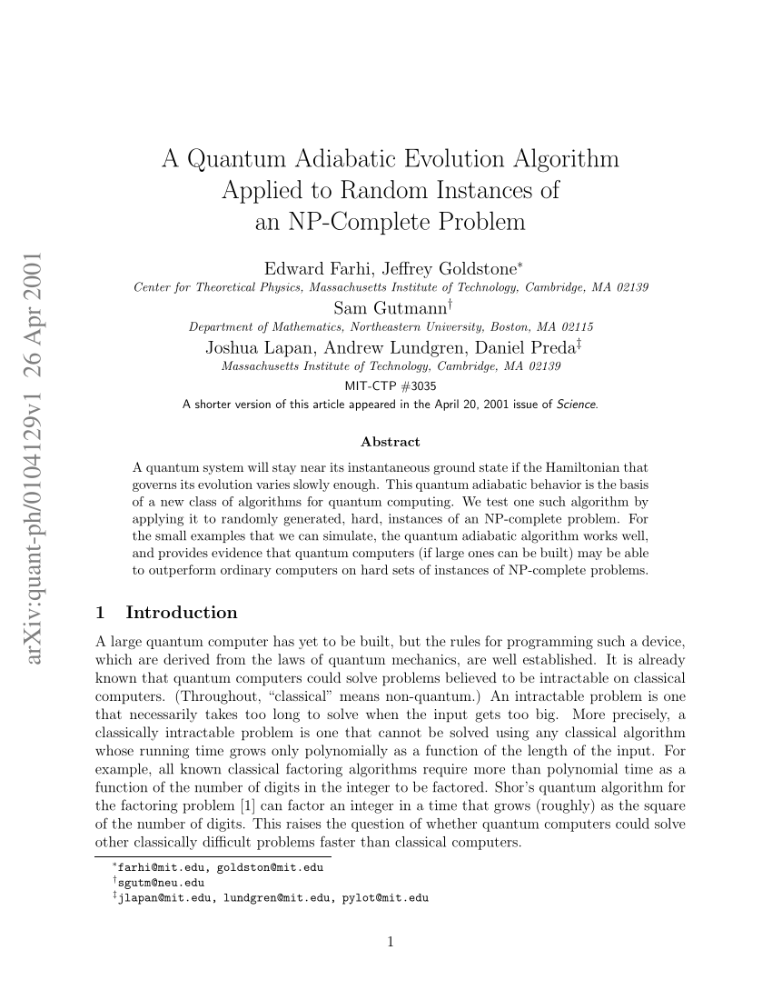 arXiv:quant-ph/0104129v1 26 Apr 2001
A Quantum Adiabatic Evolution Algorithm
Applied to Random Instances of
an NP-Complete Problem
Edward Farhi, Jeffrey Goldstone*
Center for Theoretical Physics, Massachusetts Institute of Technology, Cambridge, MA 02139
Sam Gutmann†
Department of Mathematics, Northeastern University, Boston, MA 02115
Joshua Lapan, Andrew Lundgren, Daniel Preda‡
Massachusetts Institute of Technology, Cambridge, MA 02139
MIT-CTP #3035
A shorter version of this article appeared in the April 20, 2001 issue of Science.
Abstract
A quantum system will stay near its instantaneous ground state if the Hamiltonian that
governs its evolution varies slowly enough. This quantum adiabatic behavior is the basis
of a new class of algorithms for quantum computing. We test one such algorithm by
applying it to randomly generated, hard, instances of an NP-complete problem. For
the small examples that we can simulate, the quantum adiabatic algorithm works well,
and provides evidence that quantum computers (if large ones can be built) may be able
to outperform ordinary computers on hard sets of instances of NP-complete problems.
1 Introduction
A large quantum computer has yet to be built, but the rules for programming such a device,
which are derived from the laws of quantum mechanics, are well established. It is already
known that quantum computers could solve problems believed to be intractable on classical
computers. (Throughout, “classical” means non-quantum.) An intractable problem is one
that necessarily takes too long to solve when the input gets too big. More precisely, a
classically intractable problem is one that cannot be solved using any classical algorithm
whose running time grows only polynomially as a function of the length of the input. For
example, all known classical factoring algorithms require more than polynomial time as a
function of the number of digits in the integer to be factored. Shor’s quantum algorithm for
the factoring problem [1] can factor an integer in a time that grows (roughly) as the square
of the number of digits. This raises the question of whether quantum computers could solve
other classically difficult problems faster than classical computers.
*farhi@mit.edu, goldston@mit.edu
†sgutm@neu.edu
‡jlapan@mit.edu, lundgren@mit.edu, pylot@mit.edu
1